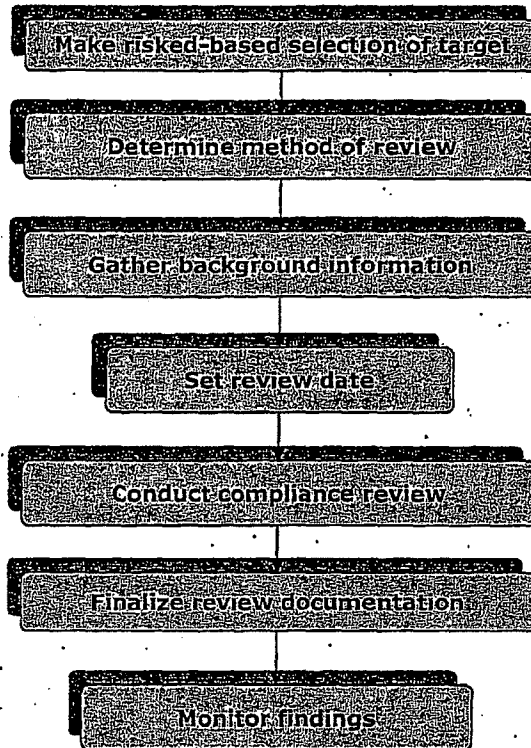 Make risked-based selection of target
Determine method of review
Gather background information
Set review date
Conduct compliance review
Finalize review documentation
Monitor findings